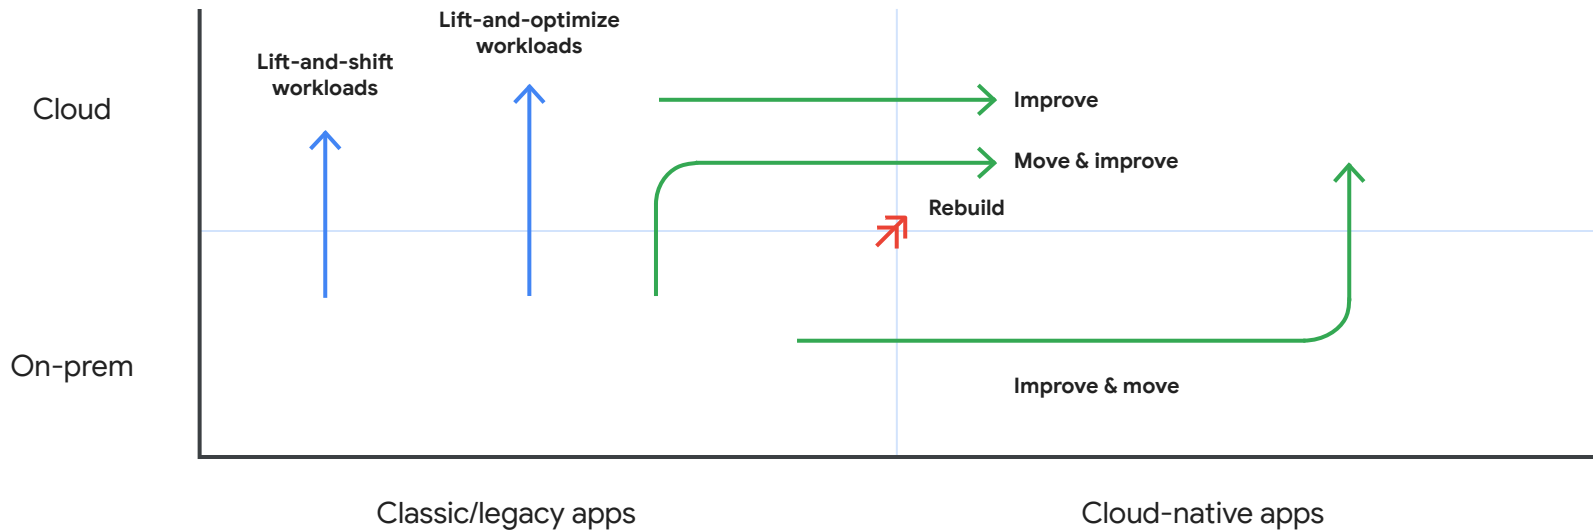 Lift-and-optimize
workloads
Lift-and-shift
workloads
Cloud
Improve
Move & improve
Rebuild
On-prem
Improve & move
Classic/legacy apps
Cloud-native apps